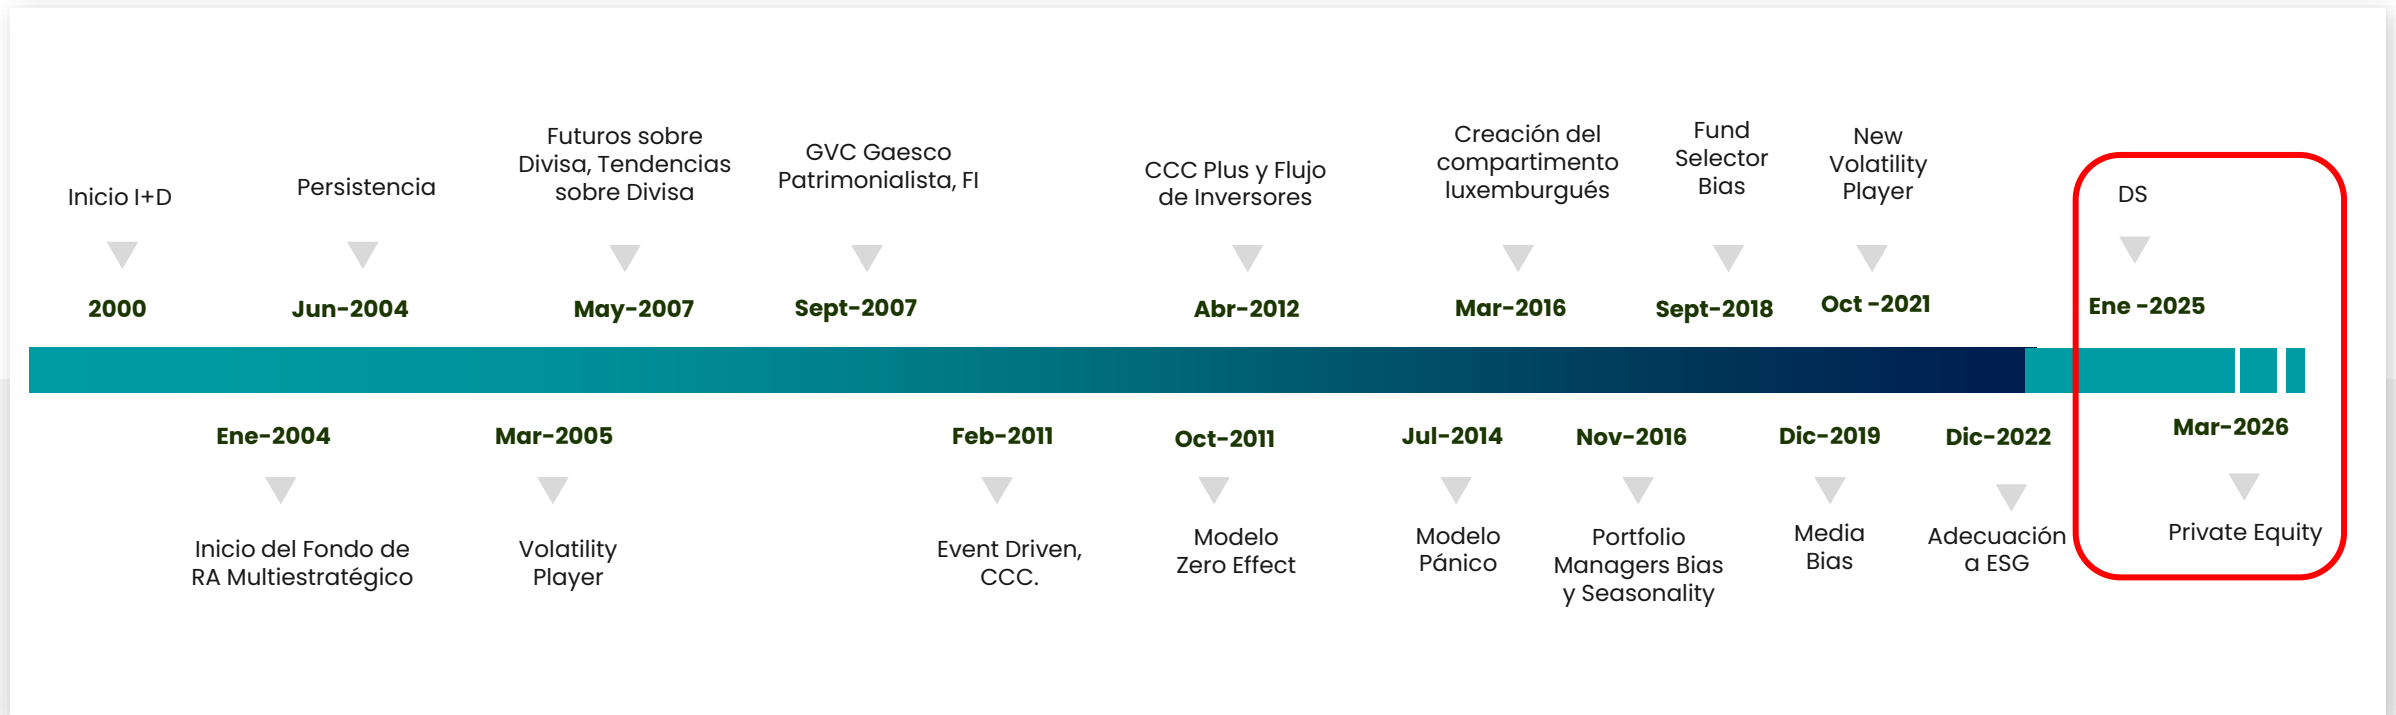 Inicio I+D
2000
Persistencia
Jun-2004
Futuros sobre
Divisa, Tendencias
sobre Divisa
May-2007
GVC Gaesco
Patrimonialista, FI
Sept-2007
CCC Plus y Flujo
de Inversores
Abr-2012
Creación del
compartimento
luxemburgués
Mar-2016
Fund
Selector
Bias
Sept-2018
New
Volatility
Player
Oct -2021
DS
Ene -2025
Ene-2004
Inicio del Fondo de
RA Multiestratégico
Mar-2005
Volatility
Player
Feb-2011
Event Driven,
CCC.
Oct-2011
Modelo
Zero Effect
Jul-2014
Modelo
Pánico
Nov-2016
Portfolio
Managers Bias
y Seasonality
Dic-2019
Media
Bias
Dic-2022
Adecuación
a ESG
Mar-2026
Private Equity